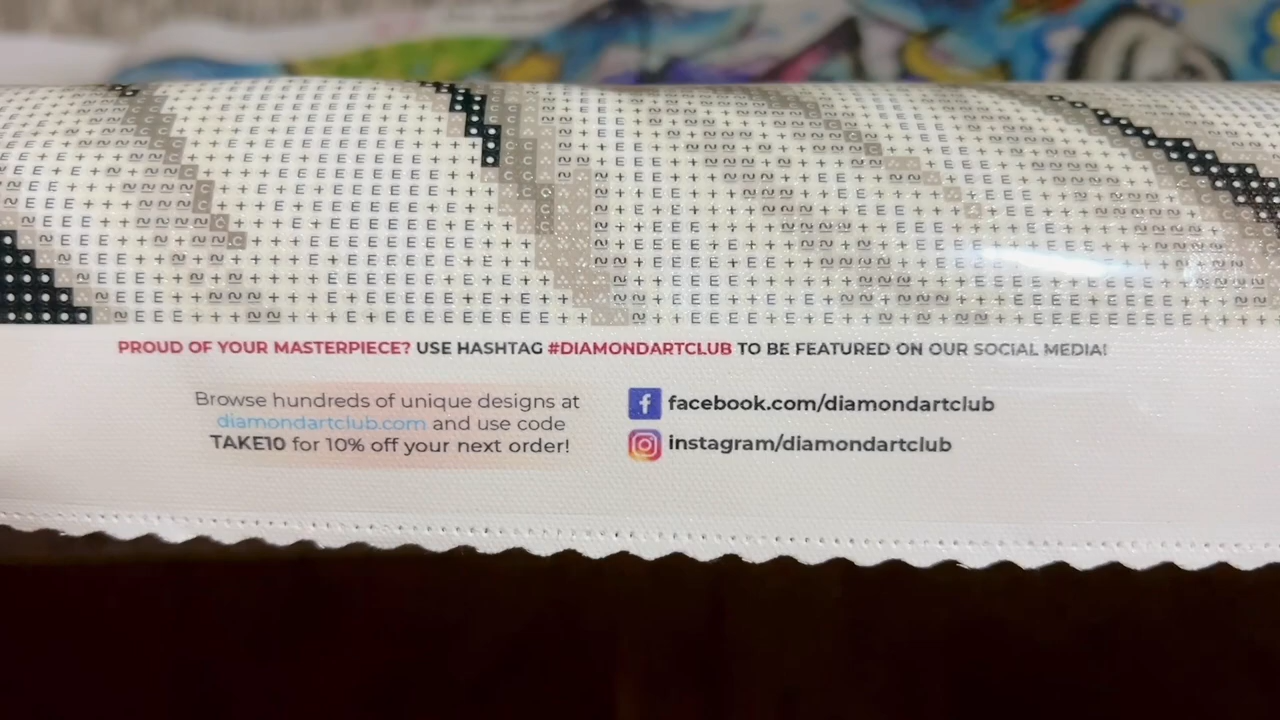 PROUD OF YOUR MASTERPIECE? USE HASHTAG #DIAMONDARTCLUB TO BE FEATURED ON OUR SOCIAL MEDIA!
Browse hundreds of unique designs at
diamondartclub.com and use code
TAKE10 for 10% off your next order!
facebook.com/diamondartclub
instagram/diamondartclub